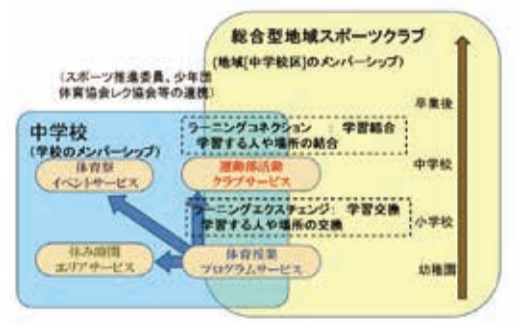 総合型地域スポーツクラブ
(地域[中学校区]のメンバーシップ)
(スポーツ推進委員、少年団
体育協会レク協会等の連携)
卒業後
中学校
(学校のメンバーシップ)
ラーニングコネクション ： 学習結合
学習する人や場所の結合
体育祭
イベントサービス
運動部活動
クラブサービス
中学校
ラーニングエクスチェンジ： 学習交換
学習する人や場所の交換
小学校
休み時間
エリアサービス
体育授業
プログラムサービス
幼稚園